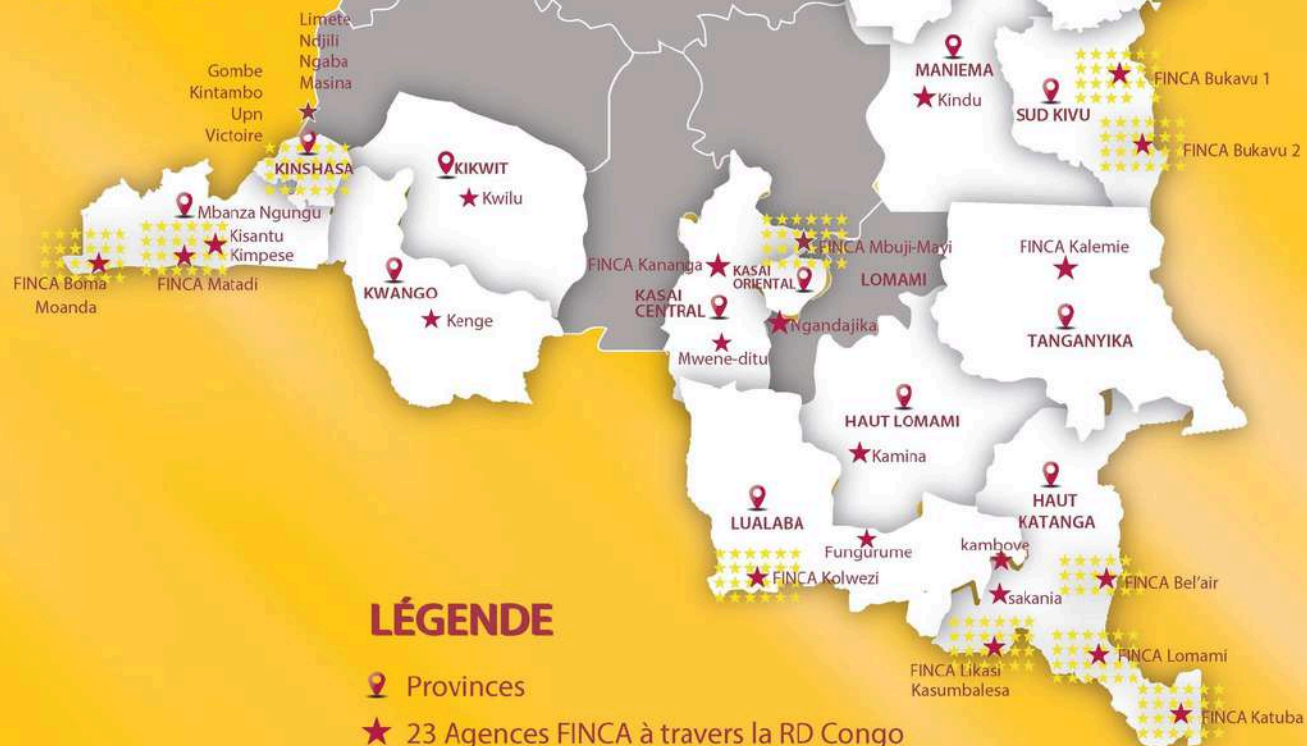 Limete
Ndjili
Ngaba
Masina
Gombe
Kintambo
Upn
Victoire
KINSHASA
KIKWIT
Kwilu
Mbanza Ngungu
Kisantu
Kimpese
FINCA Boma
Moanda
FINCA Matadi
KWANGO
Kenge
MANIEMA
Kindu
SUD KIVU
FINCA Bukavu 1
FINCA Bukavu 2
FINCA Mbuji-Mayi
FINCA Kananga
KASAI
ORIENTAL
LOMAMI
KASAI
CENTRAL
Ngandajika
Mwene-ditu
FINCA Kalemie
TANGANYIKA
HAUT LOMAMI
Kamina
LUALABA
HAUT
KATANGA
Fungurume
kambove
FINCA Kolwezi
sakania
FINCA Bel'air
FINCA Likasi
Kasumbalesa
FINCA Lomami
FINCA Katuba
LÉGENDE
Provinces
23 Agences FINCA à travers la RD Congo